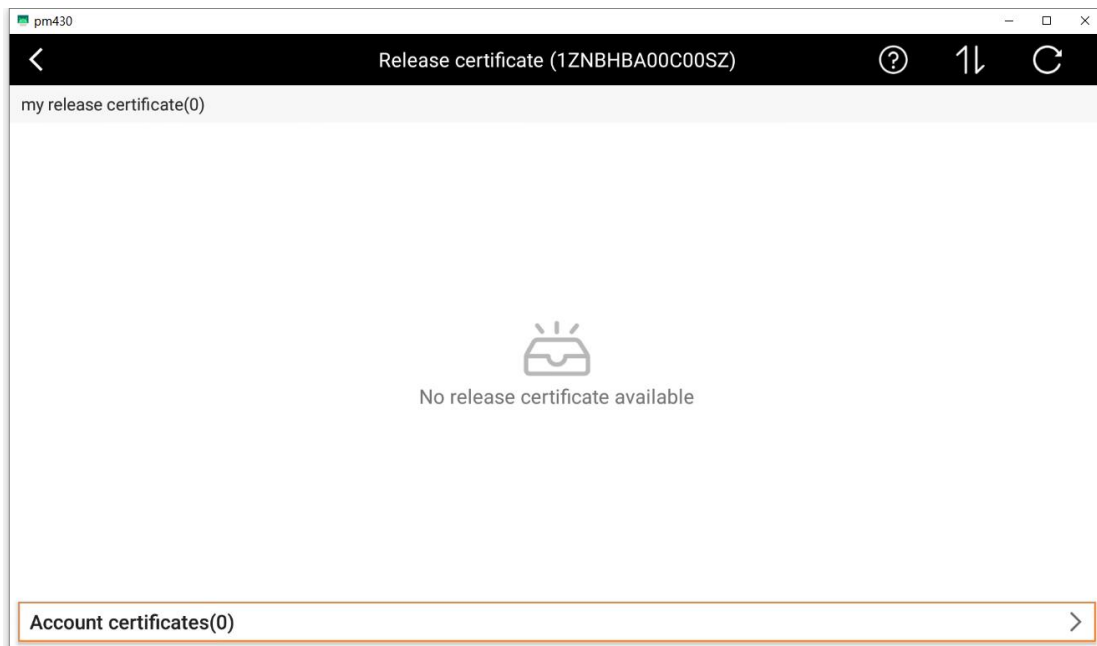 pm430
Release certificate (1ZNBHBA00C00SZ)
my release certificate(0)
No release certificate available
Account certificates(0)